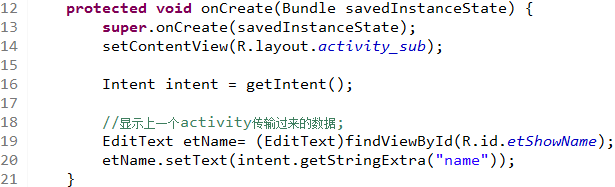 12 protected void onCreate(Bundle savedInstanceState) {
13 super.onCreate(savedInstanceState);
14 setContentView(R.layout.activity_sub);
15
16 Intent intent = getIntent();
17
18 //显示上一个activity传输过来的数据;
19 EditText etName= (EditText)findViewById(R.id.etShowName);
20 etName.setText(intent.getStringExtra("name"));
21 }